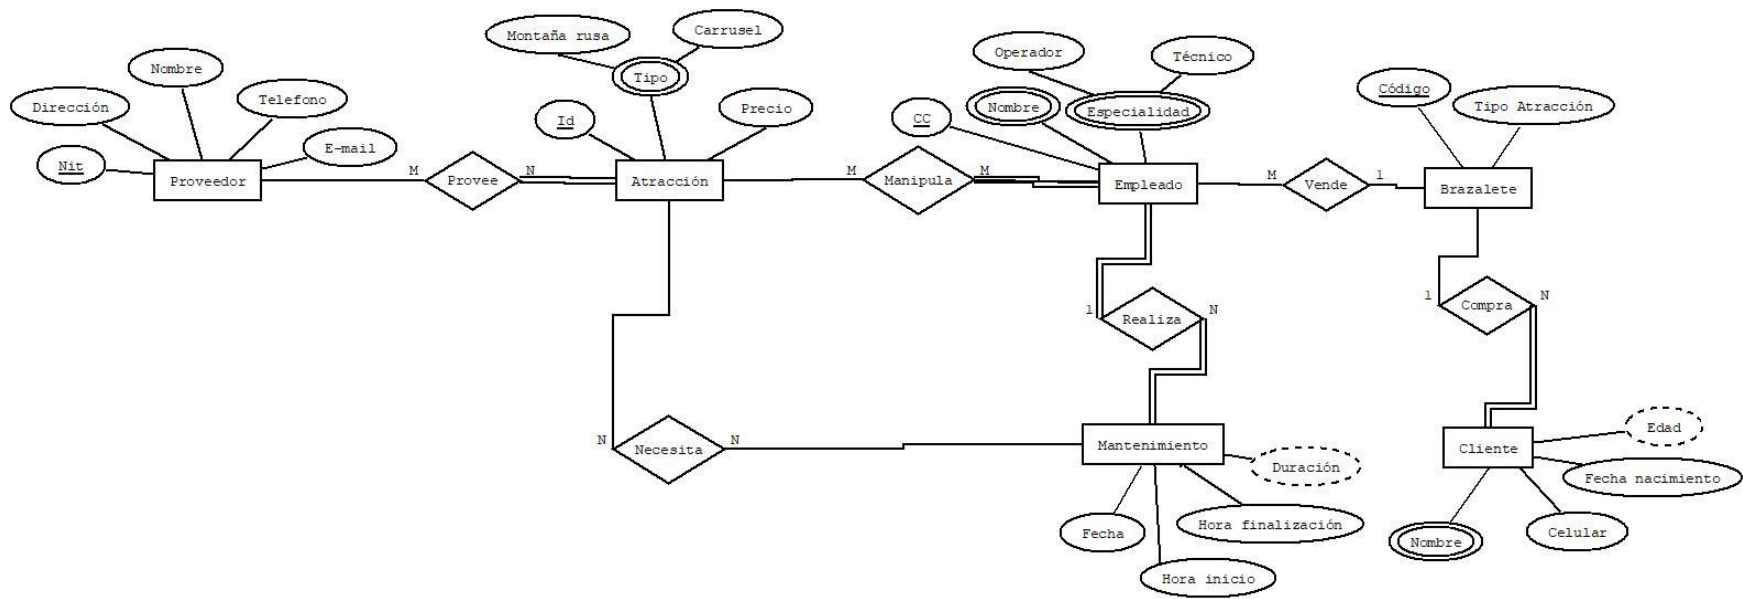 Montaña rusa
Carrusel
Operador
Técnico
Nombre
Tipo
Código
Dirección
Telefono
Precio
Nombre
Especialidad
Tipo Atracción
Id
CC
E-mail
Nit
Proveedor
M
Provee
N
Atracción
M
Manipula
M
Empleado
M
Vende
1
Brazalete
1
Realiza
N
1
Compra
N
N
Necesita
N
Mantenimiento
Duración
Cliente
Edad
Fecha nacimiento
Fecha
Hora finalización
Hora inicio
Nombre
Celular